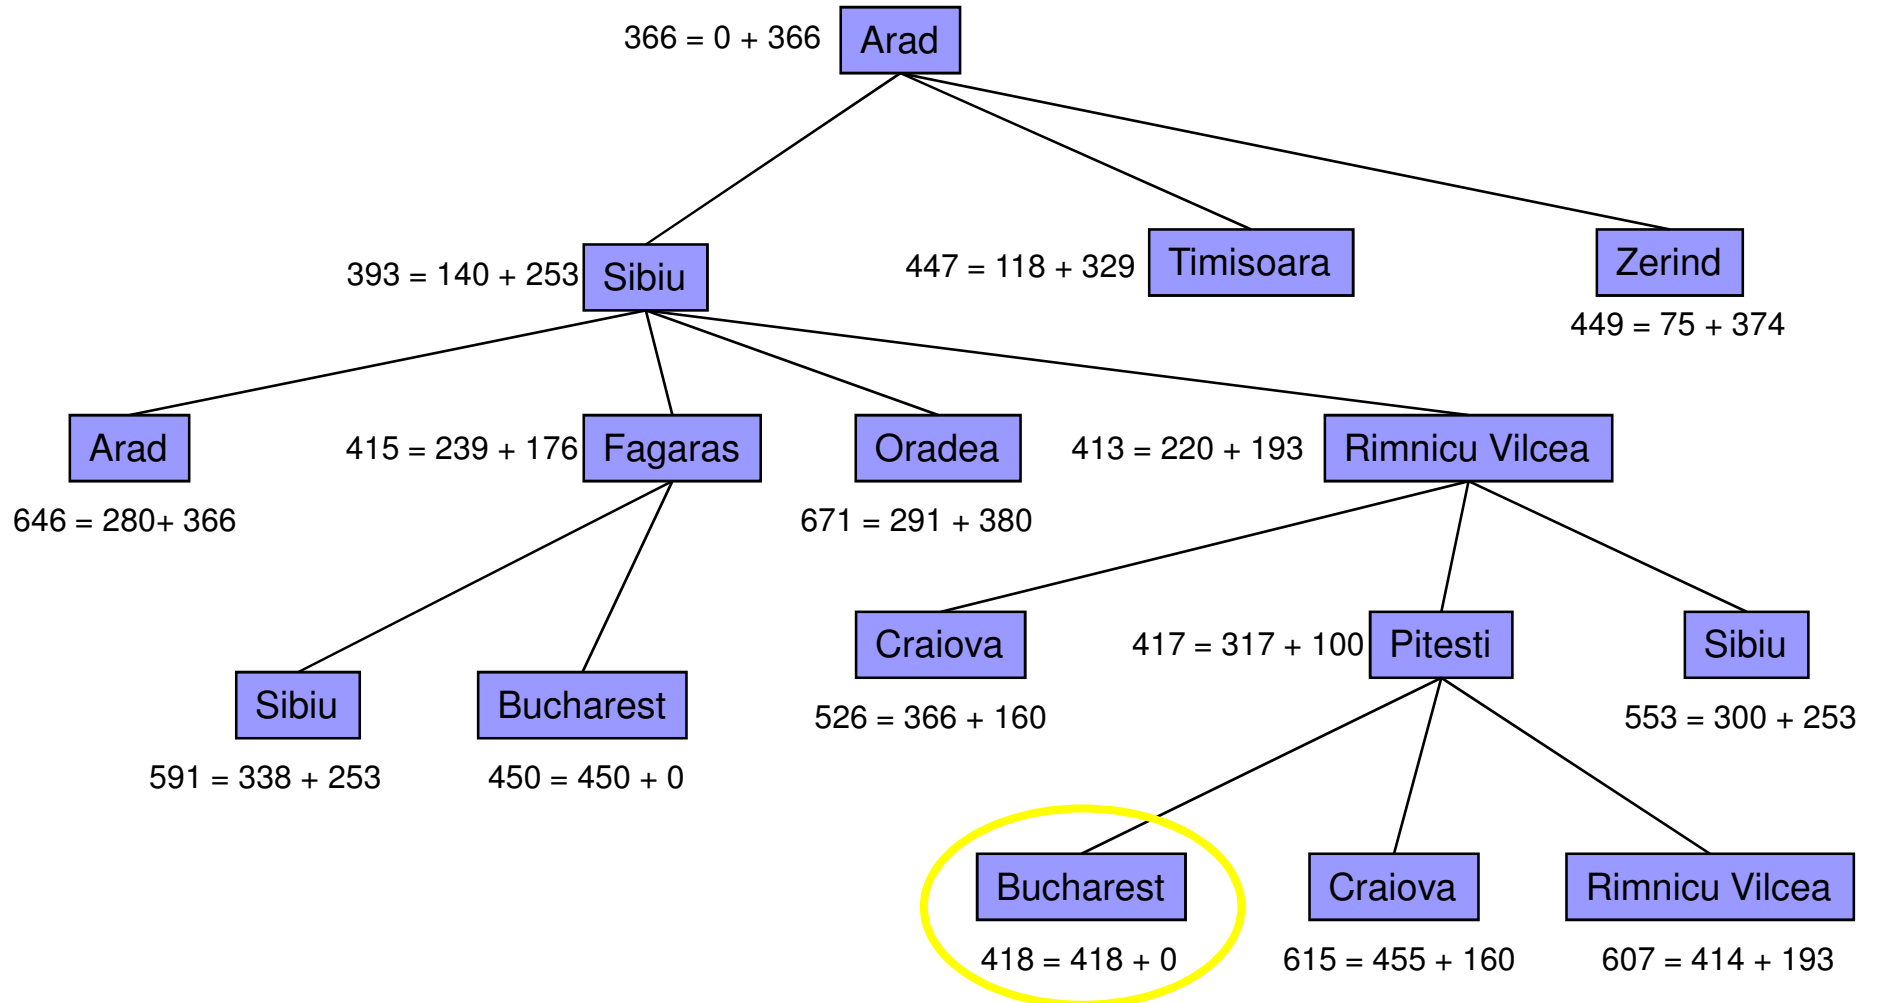 366 = 0 + 366 Arad
393 = 140 + 253 Sibiu
447 = 118 + 329 Timisoara
Zerind
449 = 75 + 374
Arad
646 = 280+ 366
415 = 239 + 176 Fagaras
Oradea
671 = 291 + 380
413 = 220 + 193 Rimnicu Vilcea
Sibiu
591 = 338 + 253
Bucharest
450 = 450 + 0
Craiova
526 = 366 + 160
417 = 317 + 100 Pitesti
Sibiu
553 = 300 + 253
Bucharest
418 = 418 + 0
Craiova
615 = 455 + 160
Rimnicu Vilcea
607 = 414 + 193